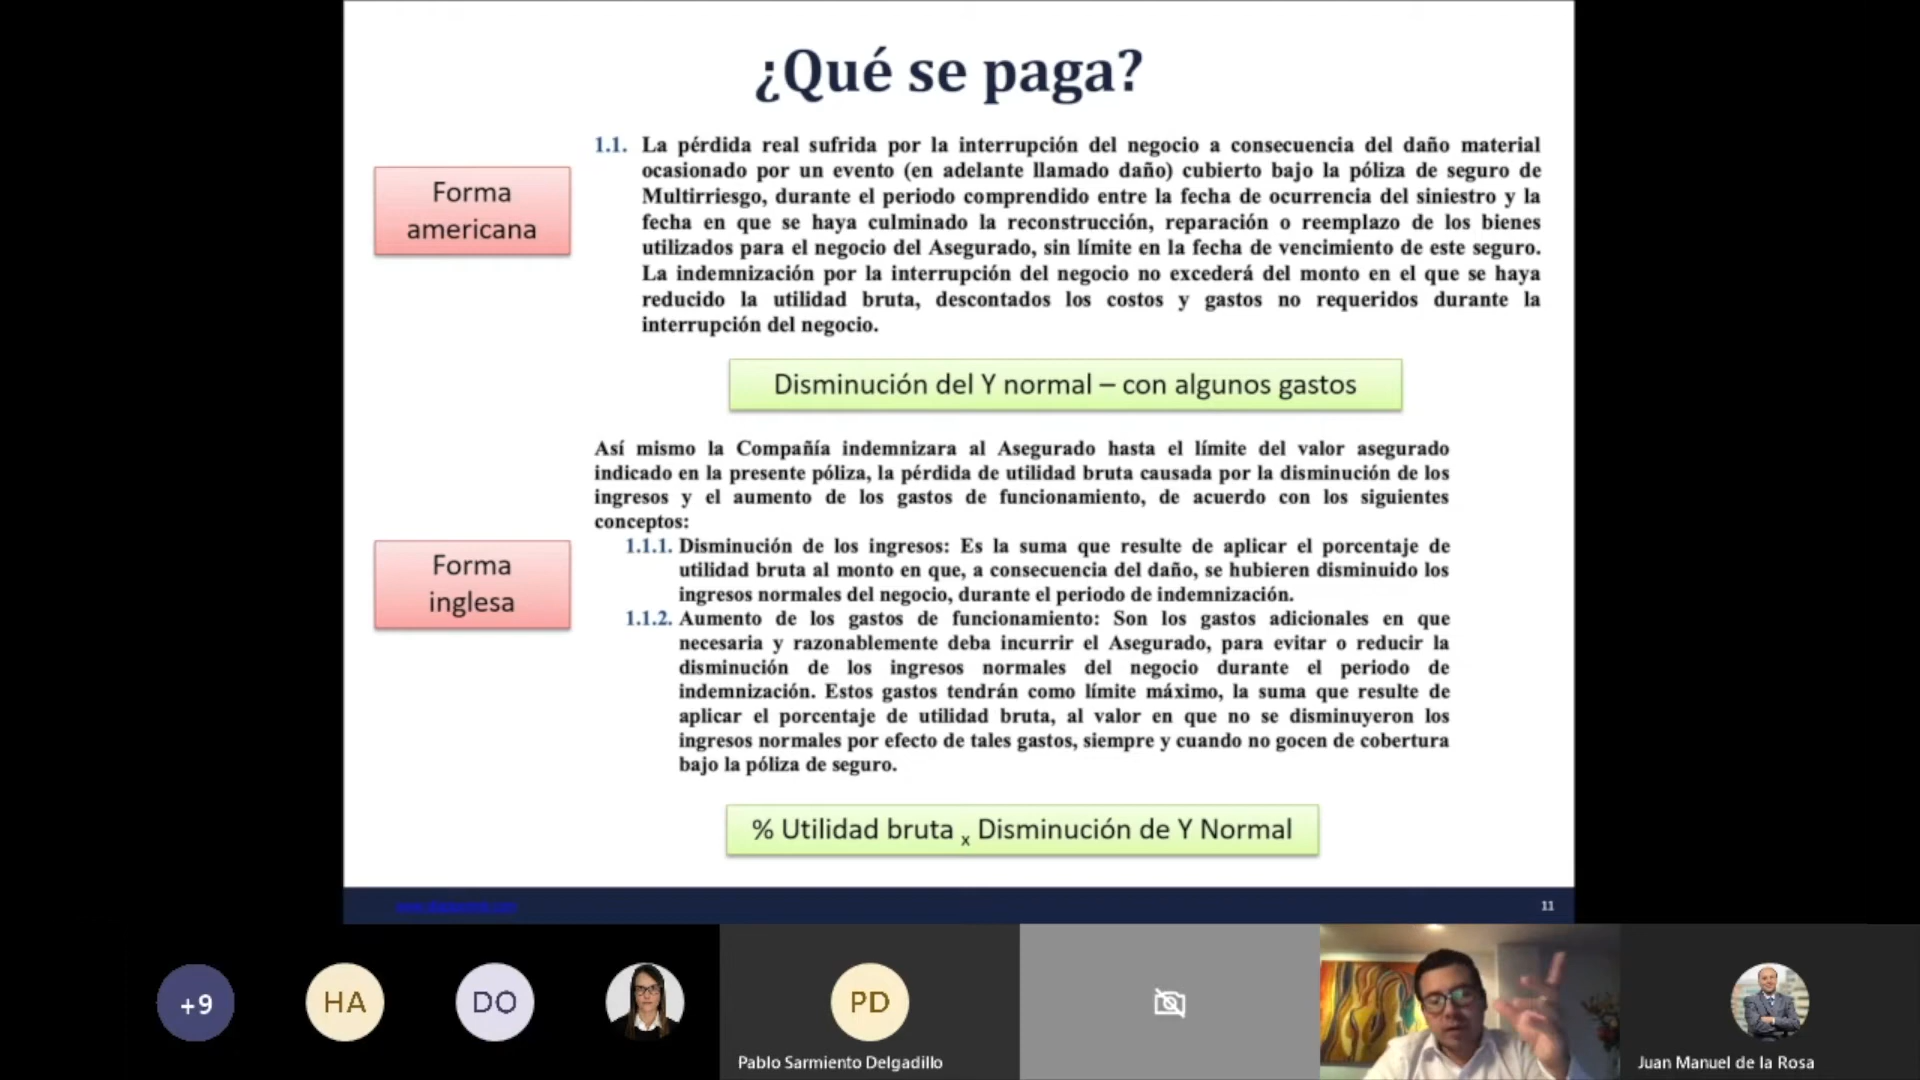 ¿Qué se paga?
Forma
americana
1.1. La pérdida real sufrida por la interrupción del negocio a consecuencia del daño material
ocasionado por un evento (en adelante llamado daño) cubierto bajo la póliza de seguro de
Multirriesgo, durante el periodo comprendido entre la fecha de ocurrencia del siniestro y la
fecha en que se haya culminado la reconstrucción, reparación o reemplazo de los bienes
utilizados para el negocio del Asegurado, sin límite en la fecha de vencimiento de este seguro.
La indemnización por la interrupción del negocio no excederá del monto en el que se haya
reducido la utilidad bruta, descontados los costos y gastos no requeridos durante la
interrupción del negocio.
Disminución del Y normal – con algunos gastos
Forma
inglesa
Así mismo la Compañía indemnizara al Asegurado hasta el límite del valor asegurado
indicado en la presente póliza, la pérdida de utilidad bruta causada por la disminución de los
ingresos y el aumento de los gastos de funcionamiento, de acuerdo con los siguientes
conceptos:
1.1.1. Disminución de los ingresos: Es la suma que resulte de aplicar el porcentaje de
utilidad bruta al monto en que, a consecuencia del daño, se hubieren disminuido los
ingresos normales del negocio, durante el periodo de indemnización.
1.1.2. Aumento de los gastos de funcionamiento: Son los gastos adicionales en que
necesaria y razonablemente deba incurrir el Asegurado, para evitar o reducir la
disminución de los ingresos normales del negocio durante el periodo de
indemnización. Estos gastos tendrán como límite máximo, la suma que resulte de
aplicar el porcentaje de utilidad bruta, al valor en que no se disminuyeron los
ingresos normales por efecto de tales gastos, siempre y cuando no gocen de cobertura
bajo la póliza de seguro.
% Utilidad bruta x Disminución de Y Normal
11
+9
HA
DO
PD
Pablo Sarmiento Delgadillo
Juan Manuel de la Rosa